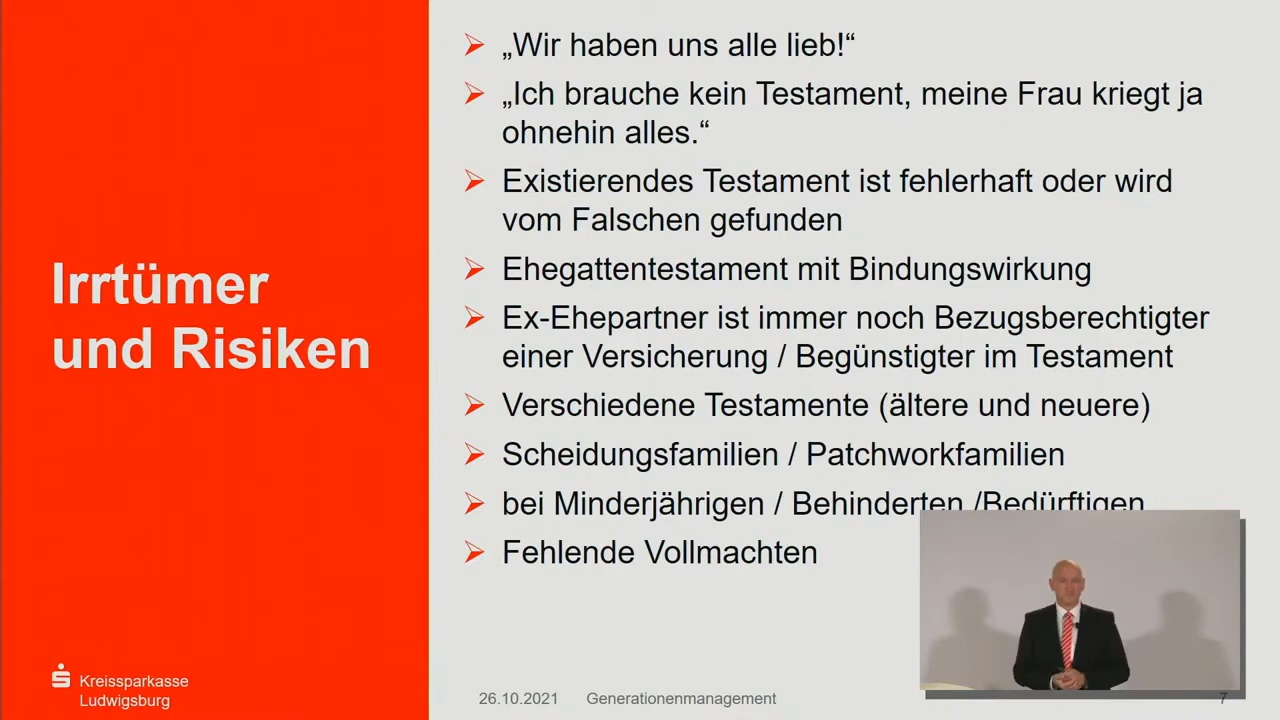 Irrtümer
und Risiken
„Wir haben uns alle lieb!“
„Ich brauche kein Testament, meine Frau kriegt ja
ohnehin alles.“
Existierendes Testament ist fehlerhaft oder wird
vom Falschen gefunden
Ehegattentestament mit Bindungswirkung
Ex-Ehepartner ist immer noch Bezugsberechtigter
einer Versicherung / Begünstigter im Testament
Verschiedene Testamente (ältere und neuere)
Scheidungsfamilien / Patchworkfamilien
bei Minderjährigen / Behinderten /Bedürftigen
Fehlende Vollmachten
Kreissparkasse
Ludwigsburg
26.10.2021 Generationenmanagement 7